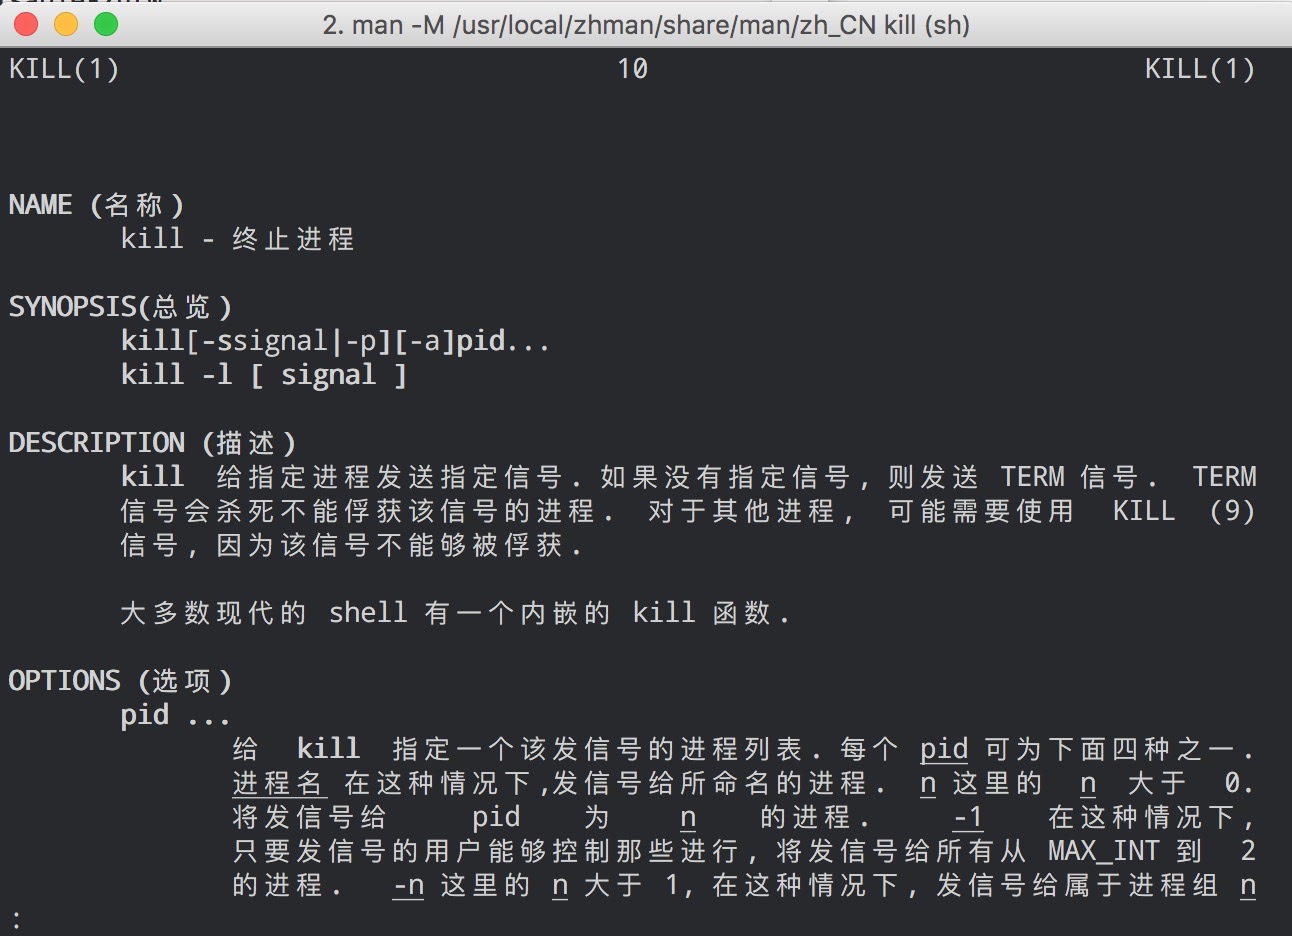 2. man -M /usr/local/zhman/share/man/zh_CN kill (sh)
KILL(1) 10 KILL(1)
NAME (名称)
kill - 终止进程
SYNOPSIS(总览)
kill[-ssignal|-p][-a]pid...
kill -l [ signal ]
DESCRIPTION (描述)
kill 给指定进程发送指定信号.如果没有指定信号, 则发送 TERM 信号. TERM
信号会杀死不能俘获该信号的进程. 对于其他进程, 可能需要使用 KILL (9)
信号, 因为该信号不能够被俘获.
大多数现代的 shell 有一个内嵌的 kill 函数.
OPTIONS (选项)
pid ...
给 kill 指定一个该发信号的进程列表.每个 pid 可为下面四种之一.
进程名 在这种情况下,发信号给所命名的进程. n 这里的 n 大于 0.
将发信号给 pid 为 n 的进程. -1 在这种情况下,
只要发信号的用户能够控制那些进行, 将发信号给所有从 MAX_INT 到 2
的进程. -n 这里的 n 大于 1, 在这种情况下, 发信号给属于进程组 n
: